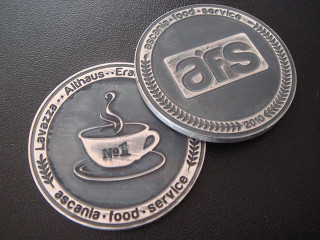 Lavazza · Althaus · Era
No1
ascania · food · service
ascania · food · service
afs
2010